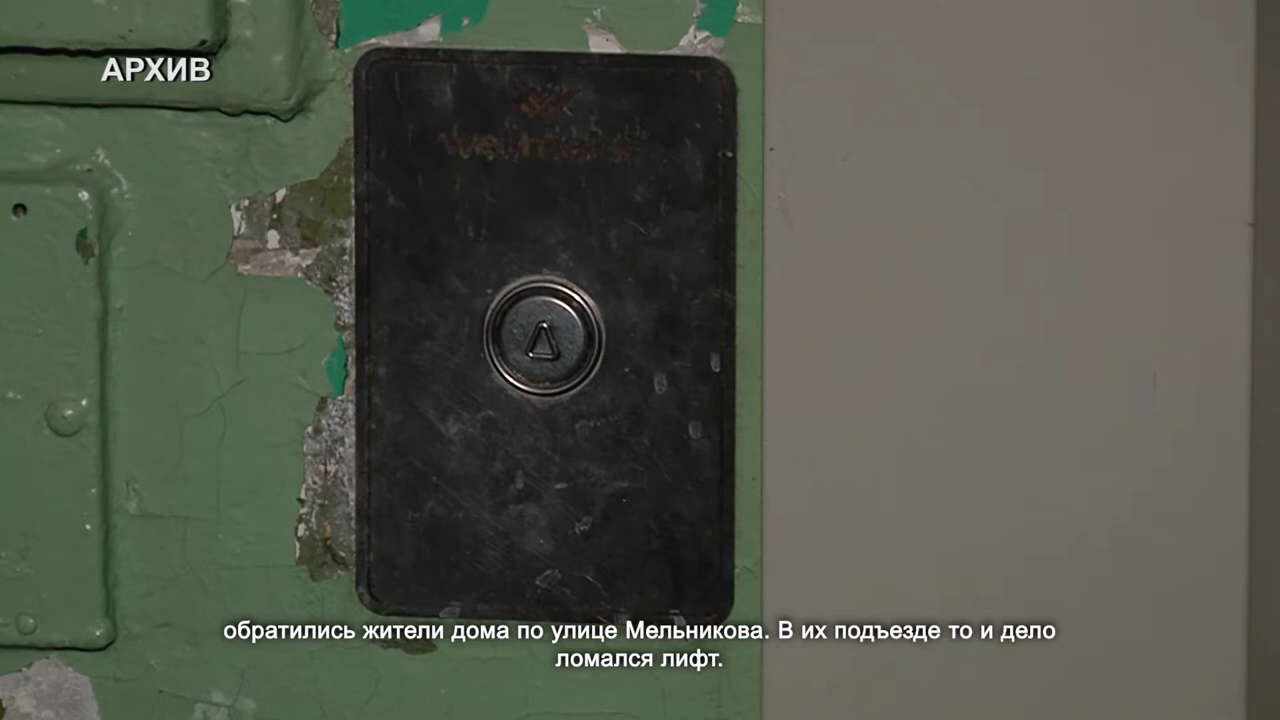 АРХИВ
обратились жители дома по улице Мельникова. В их подъезде то и дело
ломался лифт.